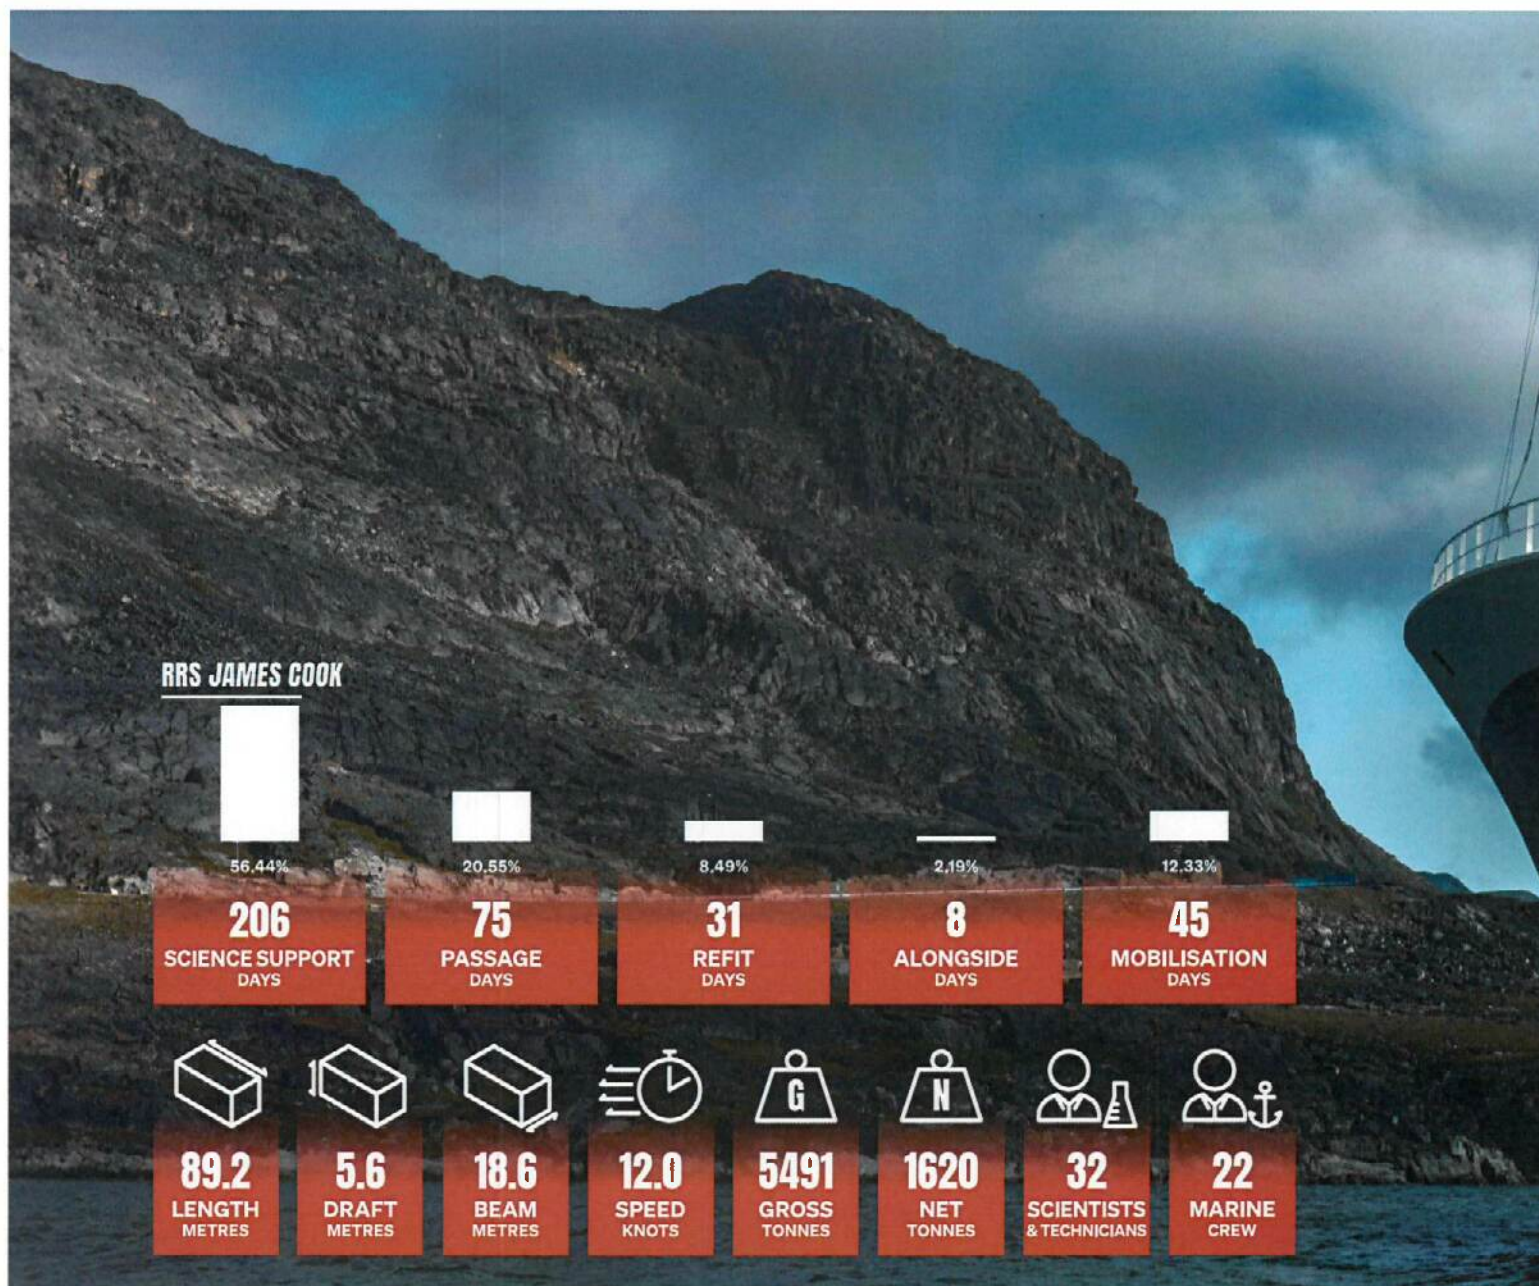 RRS JAMES COOK
56.44%
20.55%
8.49%
2.19%
12.33%
206
SCIENCE SUPPORT
DAYS
75
PASSAGE
DAYS
31
REFIT
DAYS
8
ALONGSIDE
DAYS
45
MOBILISATION
DAYS
G
N
89.2
LENGTH
METRES
5.6
DRAFT
METRES
18.6
BEAM
METRES
12.0
SPEED
KNOTS
5491
GROSS
TONNES
1620
NET
TONNES
32
SCIENTISTS
& TECHNICIANS
22
MARINE
CREW